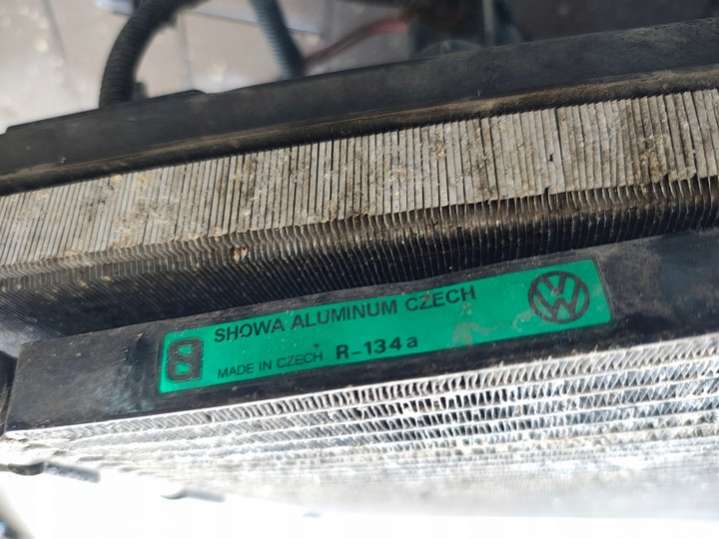 SHOWA ALUMINUM CZECH
MADE IN CZECH R-134a